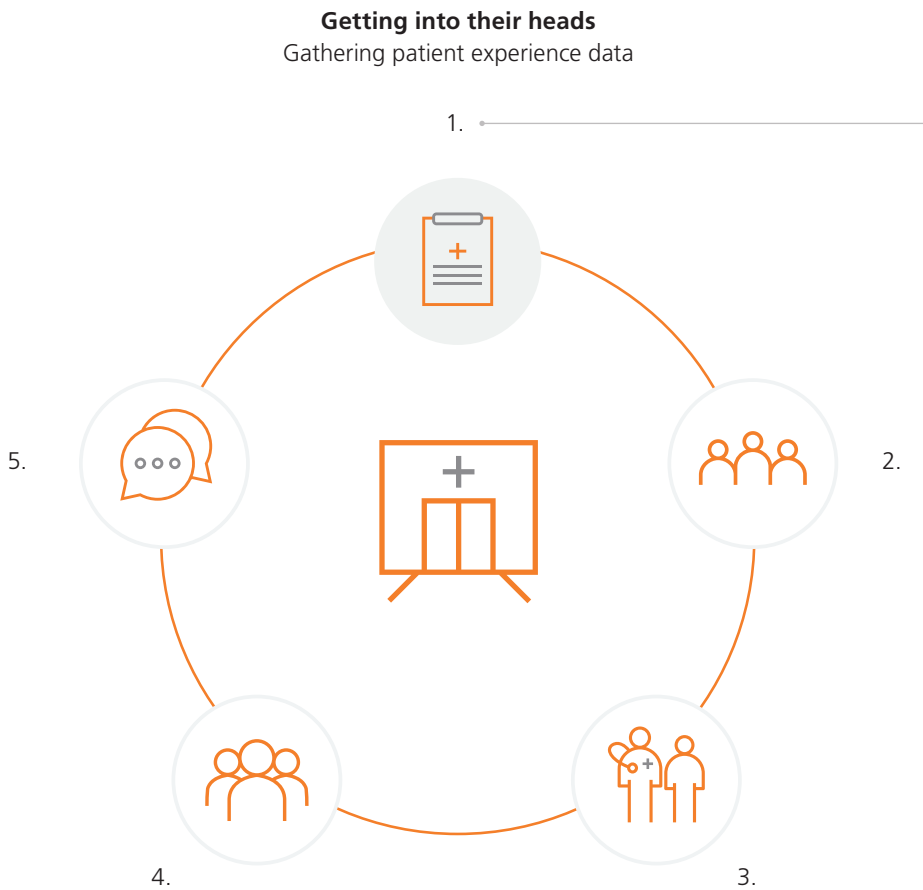 Getting into their heads
Gathering patient experience data
1.
2.
3.
4.
5.